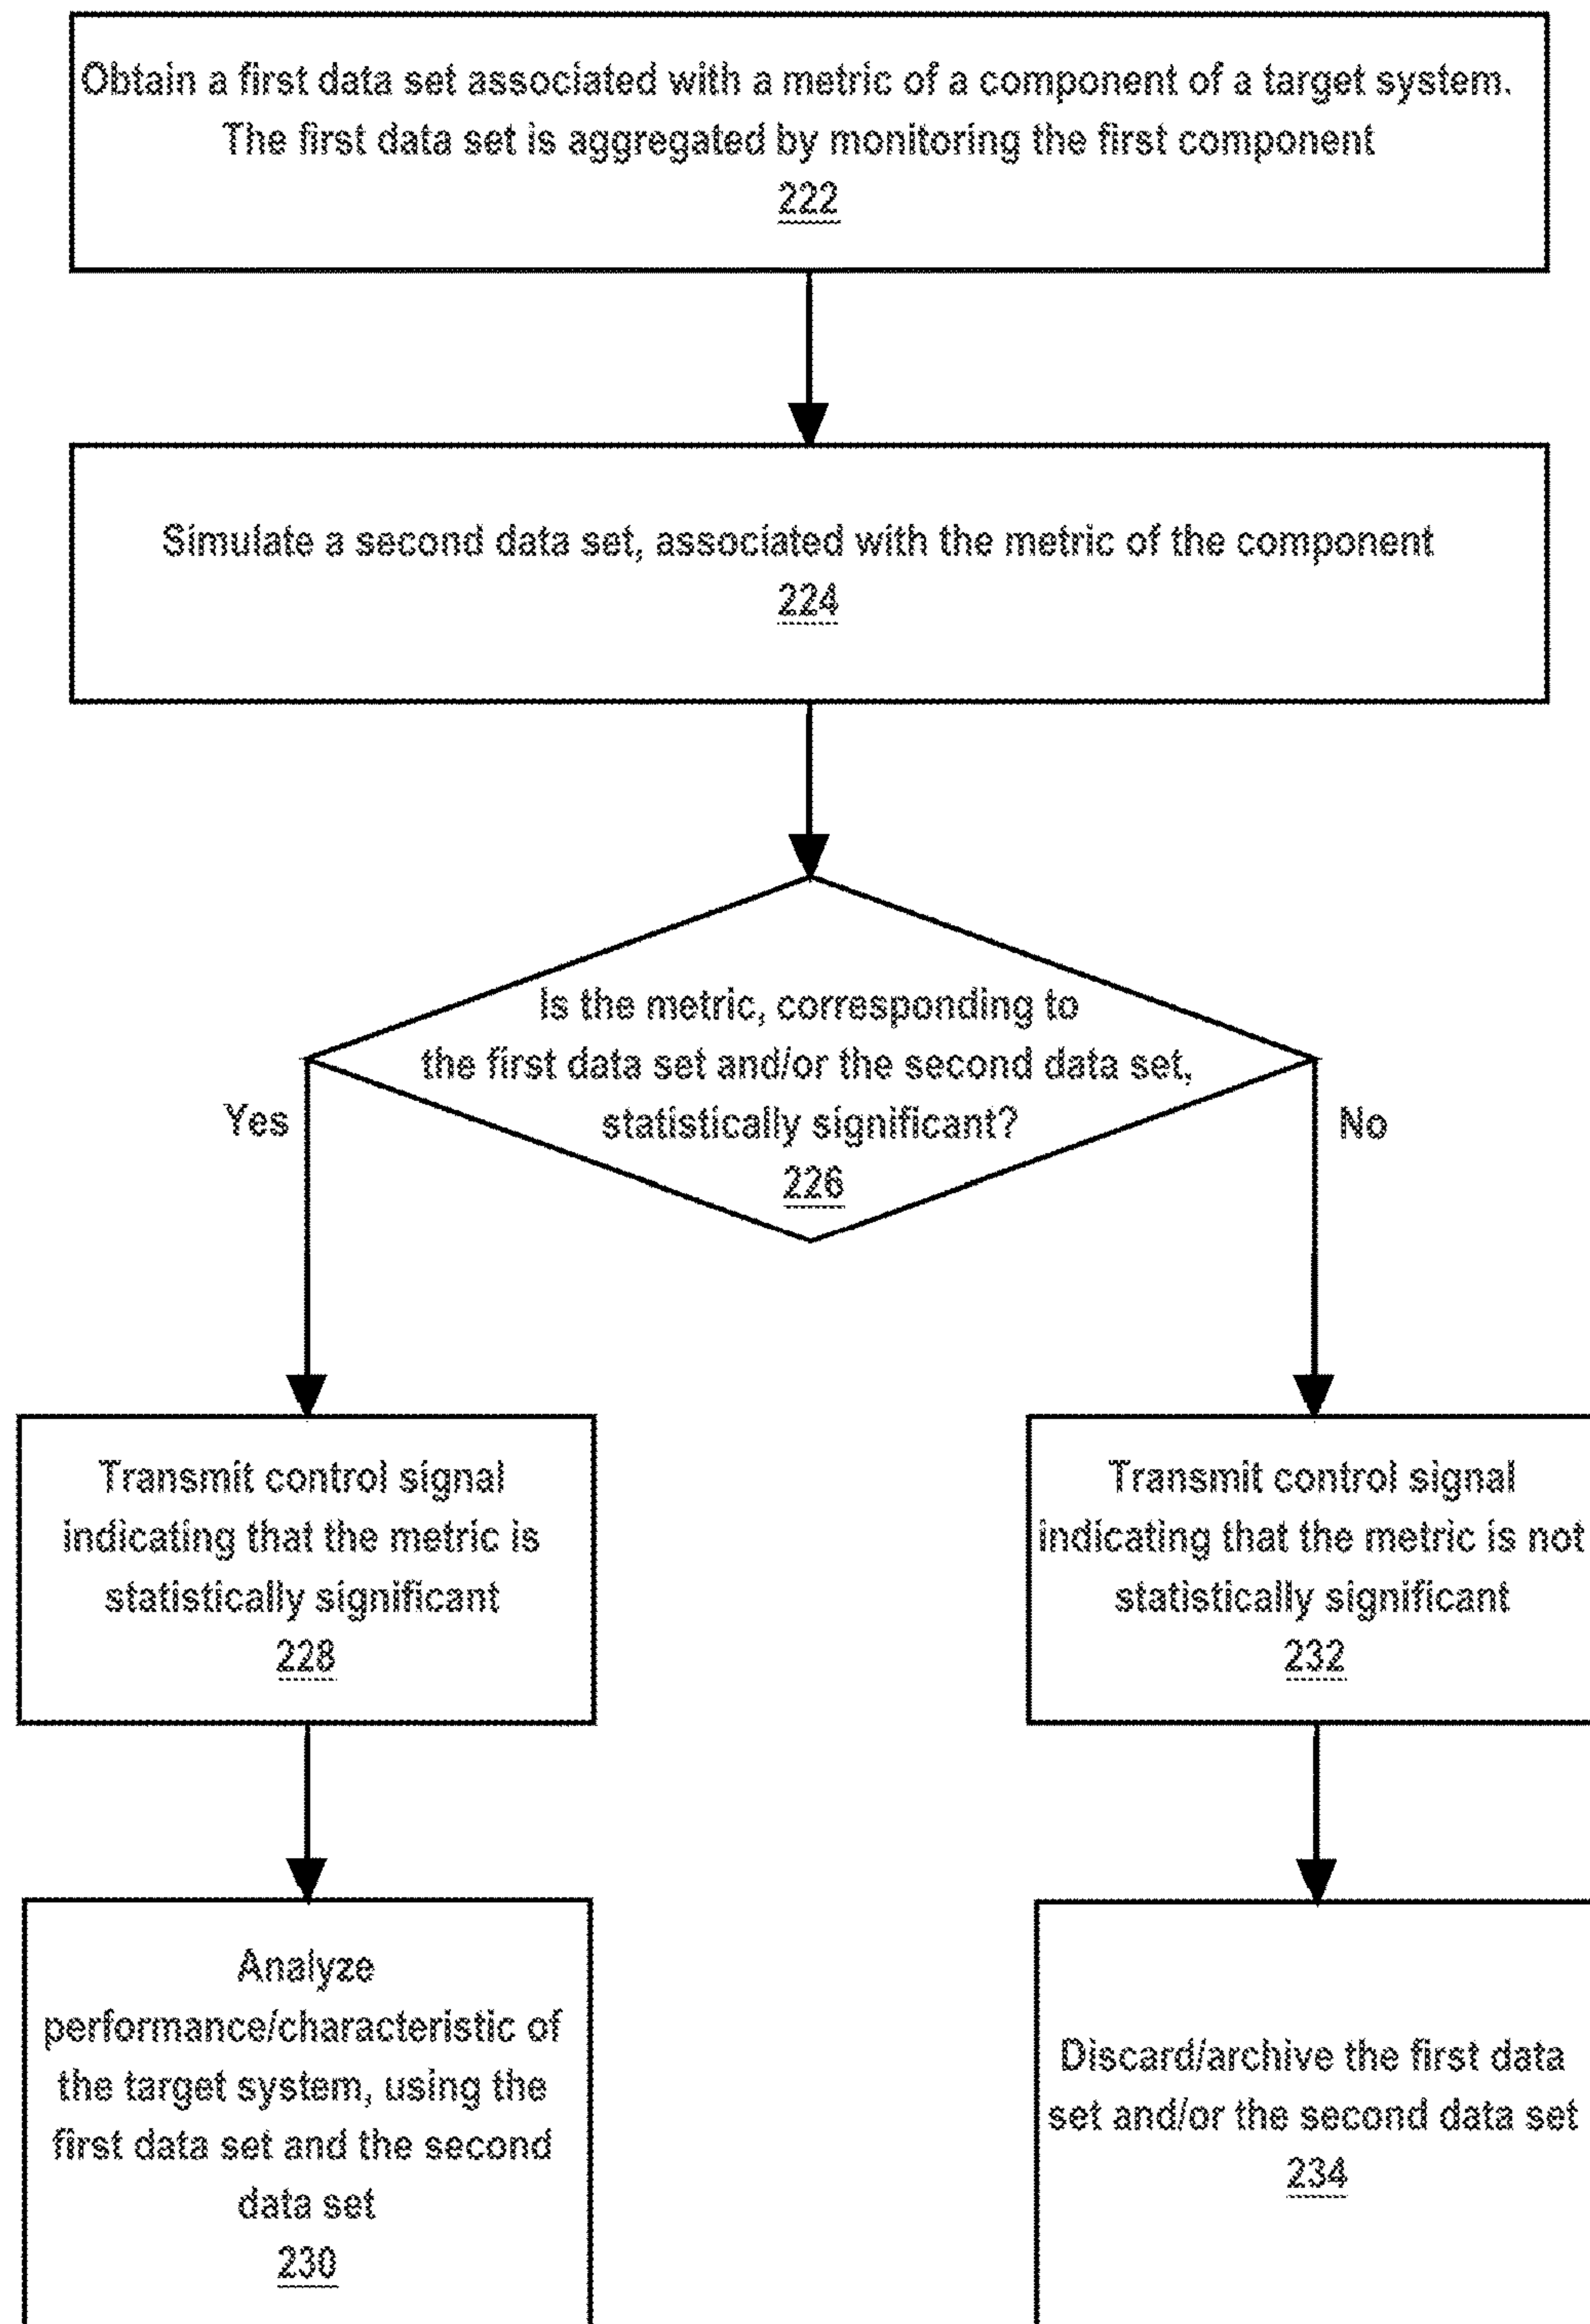 Obtain a first data set associated with a metric of a component of a target system.
The first data set is aggregated by monitoring the first component
222
Simulate a second data set, associated with the metric of the component
224
Is the metric, corresponding to
the first data set and/or the second data set,
statistically significant?
226
Yes
No
Transmit control signal
indicating that the metric is
statistically significant
228
Transmit control signal
indicating that the metric is not
statistically significant
232
Analyze
performance/characteristic of
the target system, using the
first data set and the second
data set
230
Discard/archive the first data
set and/or the second data set
234